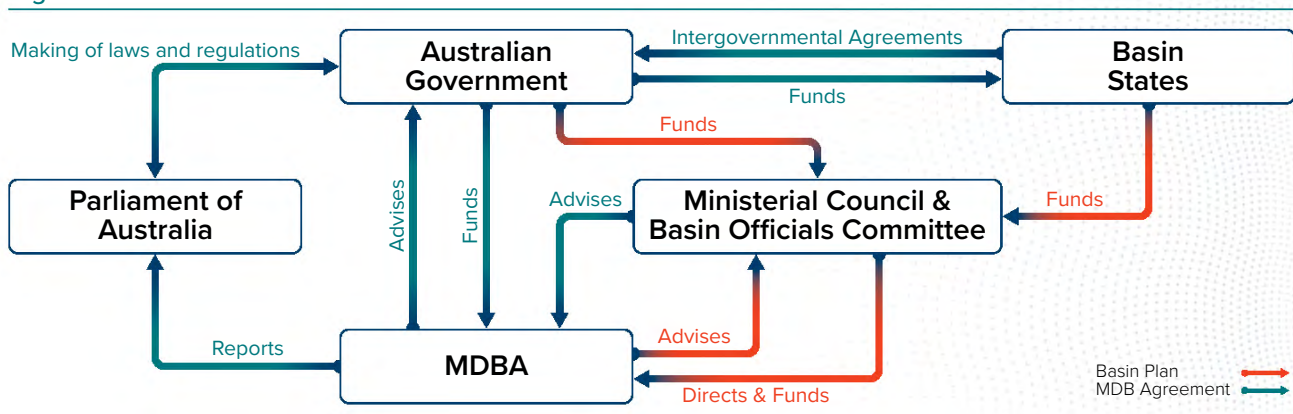 Making of laws and regulations
Australian
Government
Intergovernmental Agreements
Funds
Basin
States
Funds
Parliament of
Australia
Advises
Funds
Advises
Ministerial Council &
Basin Officials Committee
Funds
Reports
MDBA
Advises
Directs & Funds
Basin Plan
MDB Agreement